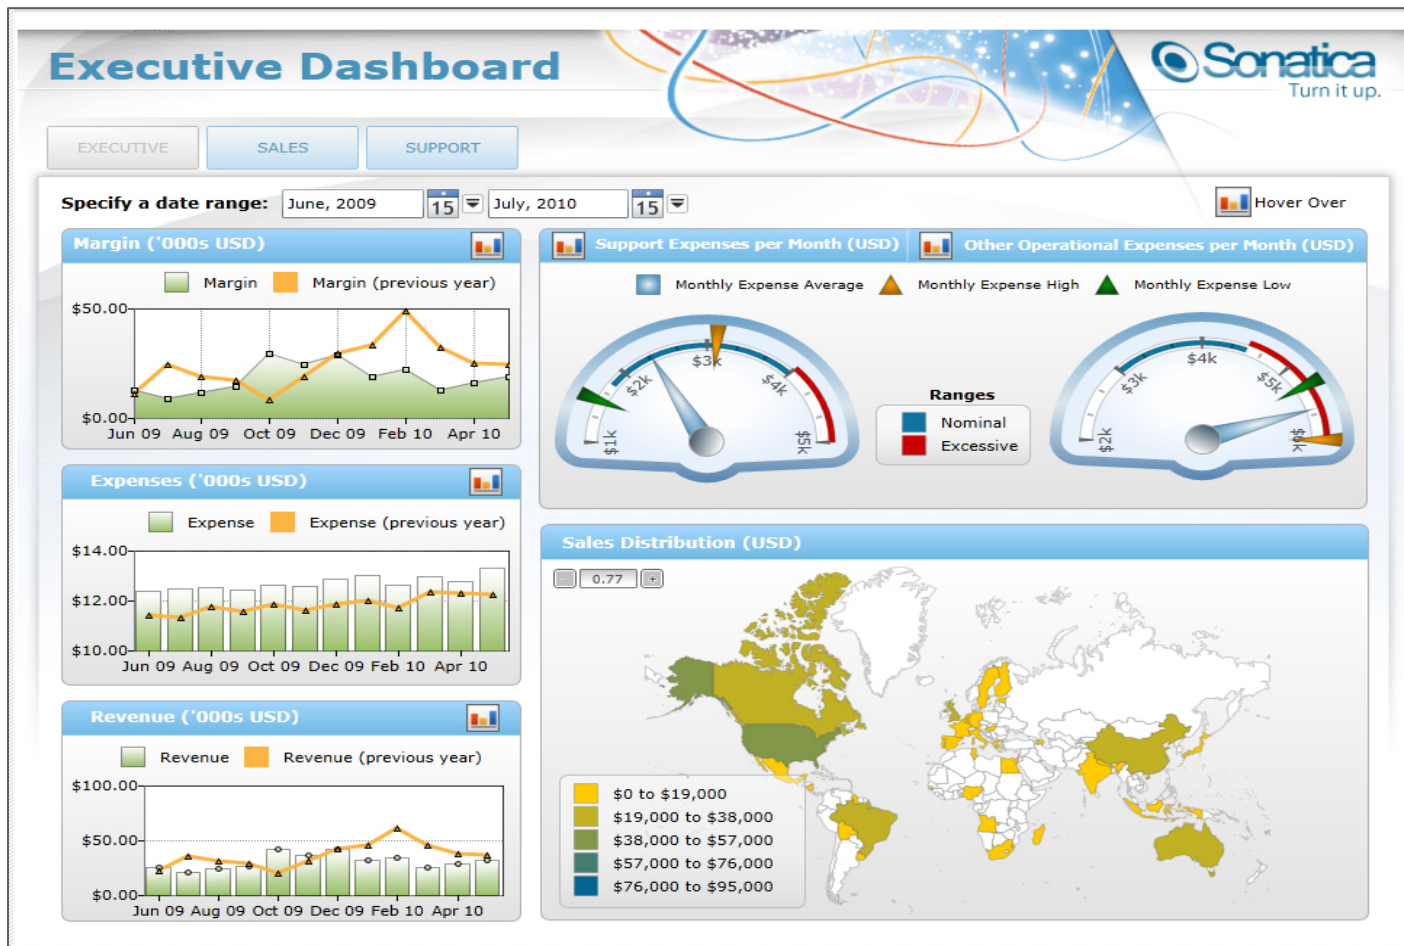 Executive Dashboard
Sonatica
Turn it up.
EXECUTIVE SALES SUPPORT
Specify a date range: June, 2009 15 July, 2010 15 Hover Over
Margin ('000s USD)
Margin Margin (previous year)
$50.00
$0.00
Jun 09 Aug 09 Oct 09 Dec 09 Feb 10 Apr 10
Expenses ('000s USD)
Expense Expense (previous year)
$14.00
$12.00
$10.00
Jun 09 Aug 09 Oct 09 Dec 09 Feb 10 Apr 10
Revenue ('000s USD)
Revenue Revenue (previous year)
$100.00
$50.00
$0.00
Jun 09 Aug 09 Oct 09 Dec 09 Feb 10 Apr 10
Support Expenses per Month (USD) Other Operational Expenses per Month (USD)
Monthly Expense Average Monthly Expense High Monthly Expense Low
$1k $2k $3k $4k $5k
Ranges
Nominal
Excessive
$2k $3k $4k $5k $6k
Sales Distribution (USD)
- 0.77 +
$0 to $19,000
$19,000 to $38,000
$38,000 to $57,000
$57,000 to $76,000
$76,000 to $95,000